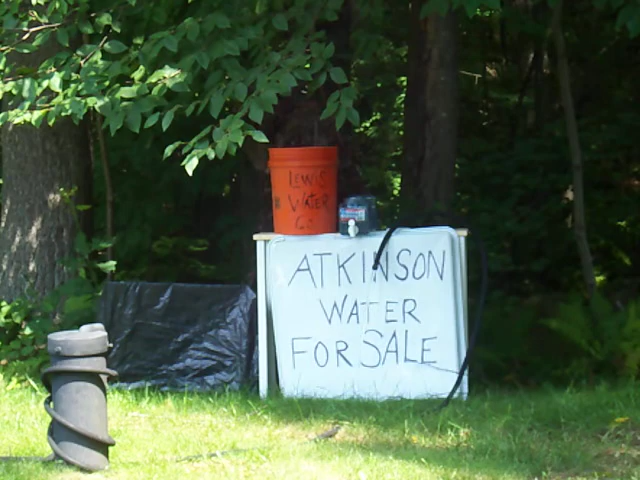 LEWIS
WATER
Co
ATKINSON
WATER
FOR SALE